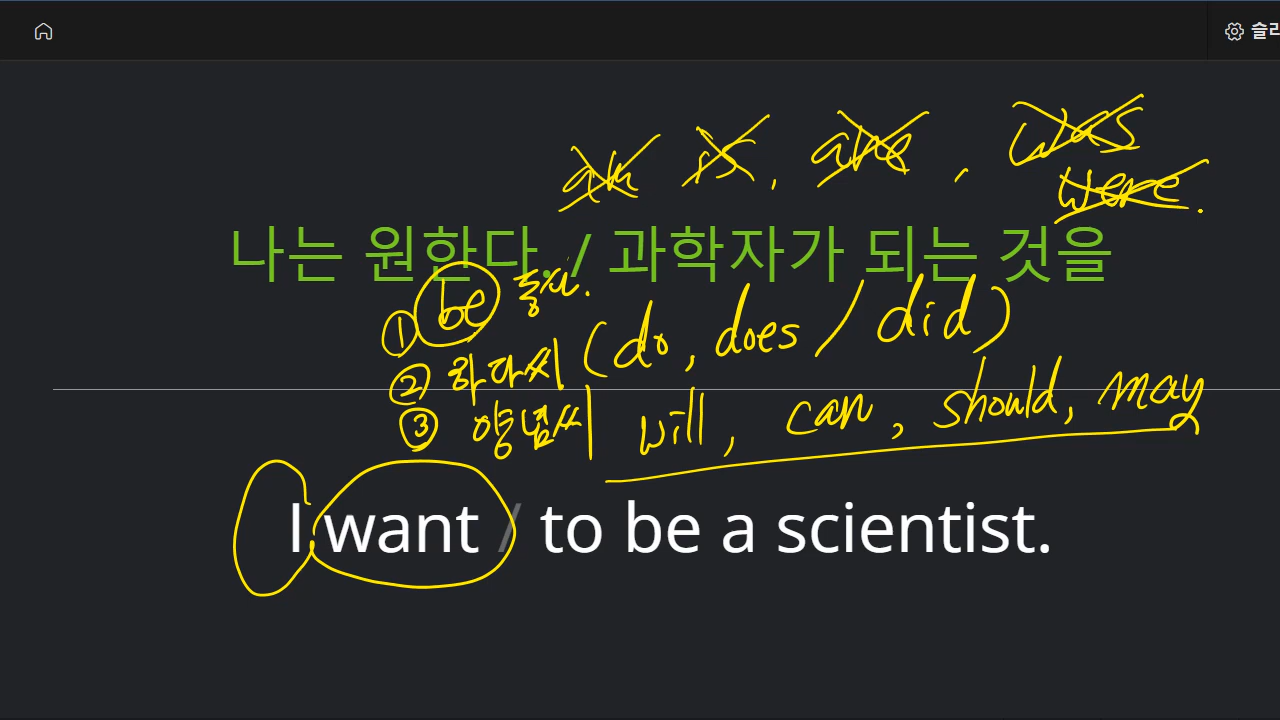 슬라
am is, are, was
were.
나는 원한다. / 과학자가 되는 것을
① be 동사.
② 하다씨 (do, does / did)
③ 양념씨 will, can, should, may
I want / to be a scientist.